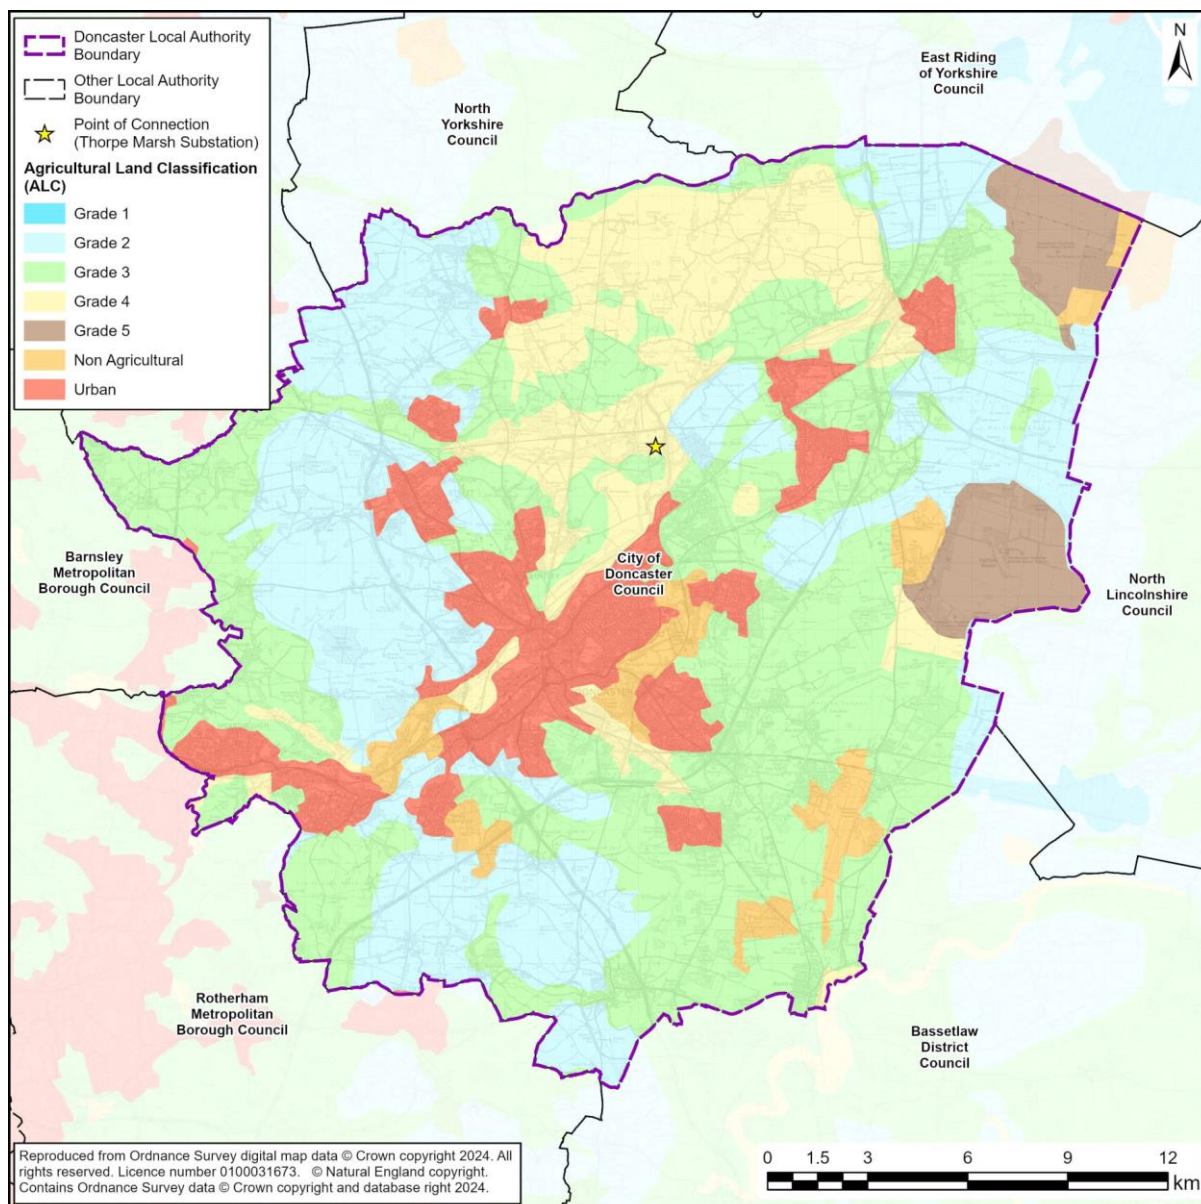 Doncaster Local Authority
Boundary
Other Local Authority
Boundary
Point of Connection
(Thorpe Marsh Substation)
Agricultural Land Classification
(ALC)
Grade 1
Grade 2
Grade 3
Grade 4
Grade 5
Non Agricultural
Urban
N
East Riding
of Yorkshire
Council
North
Yorkshire
Council
Barnsley
Metropolitan
Borough Council
City of
Doncaster
Council
North
Lincolnshire
Council
Rotherham
Metropolitan
Borough Council
Bassetlaw
District
Council
Reproduced from Ordnance Survey digital map data © Crown copyright 2024. All
rights reserved. Licence number 0100031673. © Natural England copyright.
Contains Ordnance Survey data © Crown copyright and database right 2024.
0 1.5 3 6 9 12
km